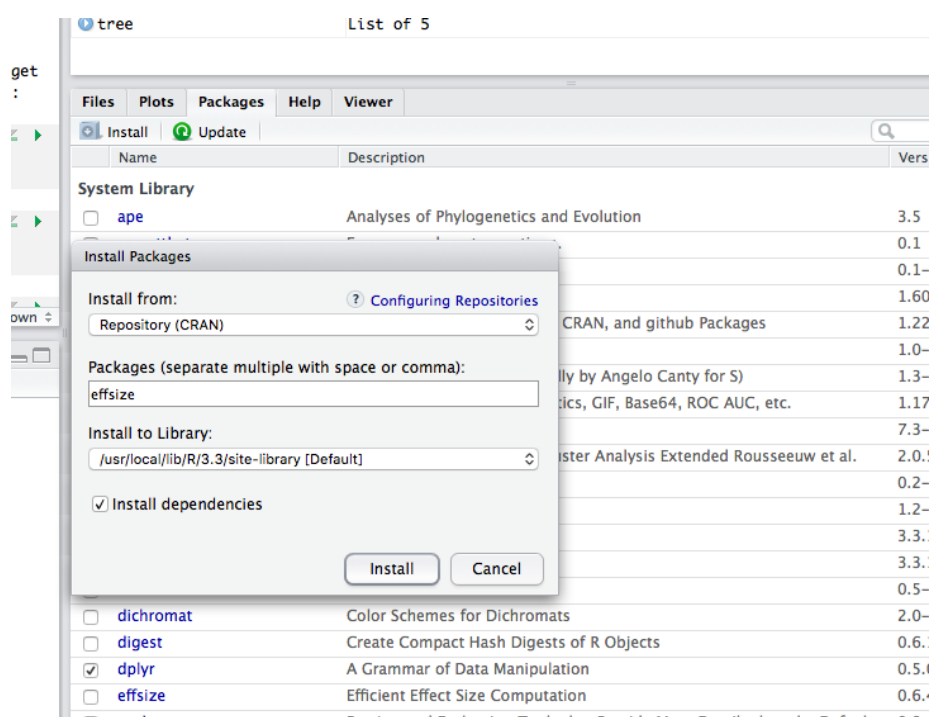 tree List of 5
get
:
Files Plots Packages Help Viewer
Install Update
Name Description Vers
System Library
ape Analyses of Phylogenetics and Evolution 3.5
0.1
Install Packages
0.1-
Install from: ? Configuring Repositories
1.60
own
Repository (CRAN)
CRAN, and github Packages 1.22
1.0-
Packages (separate multiple with space or comma):
lly by Angelo Canty for S) 1.3-
effsize
tics, GIF, Base64, ROC AUC, etc. 1.17
7.3-
Install to Library:
/usr/local/lib/R/3.3/site-library [Default]
uster Analysis Extended Rousseeuw et al. 2.0.5
0.2-
Install dependencies
1.2-
3.3.
3.3.
Install Cancel
0.5-
dichromat Color Schemes for Dichromats 2.0-
digest Create Compact Hash Digests of R Objects 0.6.
dplyr A Grammar of Data Manipulation 0.5.
effsize Efficient Effect Size Computation 0.6.